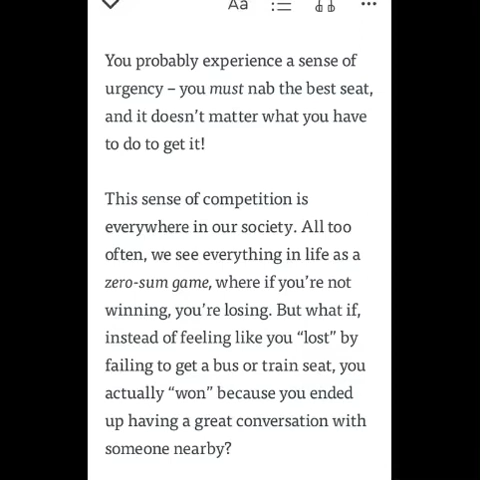 Aa
You probably experience a sense of
urgency – you must nab the best seat,
and it doesn’t matter what you have
to do to get it!
This sense of competition is
everywhere in our society. All too
often, we see everything in life as a
zero-sum game, where if you’re not
winning, you’re losing. But what if,
instead of feeling like you “lost” by
failing to get a bus or train seat, you
actually “won” because you ended
up having a great conversation with
someone nearby?